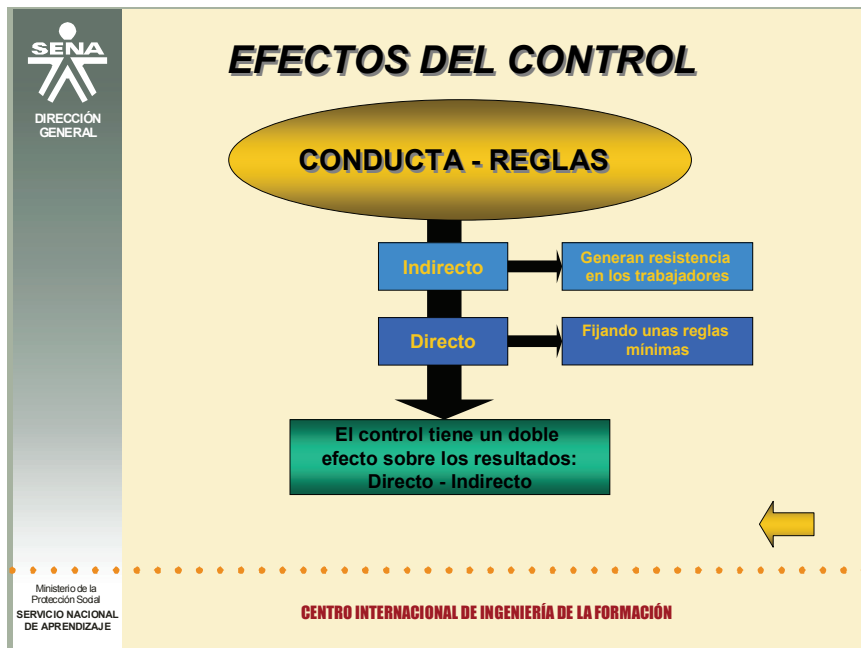 SENA
DIRECCIÓN
GENERAL
EFECTOS DEL CONTROL
CONDUCTA - REGLAS
Indirecto
Generan resistencia
en los trabajadores
Directo
Fijando unas reglas
mínimas
El control tiene un doble
efecto sobre los resultados:
Directo - Indirecto
Ministerio de la
Protección Social
SERVICIO NACIONAL
DE APRENDIZAJE
CENTRO INTERNACIONAL DE INGENIERÍA DE LA FORMACIÓN